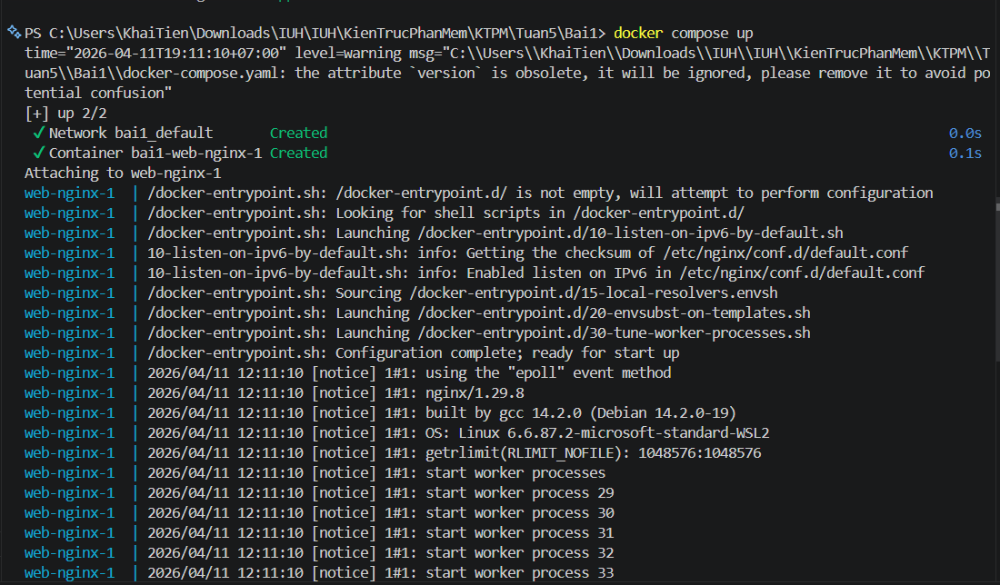 PS C:\Users\KhaiTien\Downloads\IUH\IUH\KienTrucPhanMem\KTPM\Tuan5\Bai1> docker compose up
time="2026-04-11T19:11:10+07:00" level=warning msg="C:\\Users\\KhaiTien\\Downloads\\IUH\\IUH\\KienTrucPhanMem\\KTPM\\T
uan5\\Bai1\\docker-compose.yaml: the attribute `version` is obsolete, it will be ignored, please remove it to avoid po
tential confusion"
[+] up 2/2
✓ Network bai1_default Created 0.0s
✓ Container bai1-web-nginx-1 Created 0.1s
Attaching to web-nginx-1
web-nginx-1 | /docker-entrypoint.sh: /docker-entrypoint.d/ is not empty, will attempt to perform configuration
web-nginx-1 | /docker-entrypoint.sh: Looking for shell scripts in /docker-entrypoint.d/
web-nginx-1 | /docker-entrypoint.sh: Launching /docker-entrypoint.d/10-listen-on-ipv6-by-default.sh
web-nginx-1 | 10-listen-on-ipv6-by-default.sh: info: Getting the checksum of /etc/nginx/conf.d/default.conf
web-nginx-1 | 10-listen-on-ipv6-by-default.sh: info: Enabled listen on IPv6 in /etc/nginx/conf.d/default.conf
web-nginx-1 | /docker-entrypoint.sh: Sourcing /docker-entrypoint.d/15-local-resolvers.envsh
web-nginx-1 | /docker-entrypoint.sh: Launching /docker-entrypoint.d/20-envsubst-on-templates.sh
web-nginx-1 | /docker-entrypoint.sh: Launching /docker-entrypoint.d/30-tune-worker-processes.sh
web-nginx-1 | /docker-entrypoint.sh: Configuration complete; ready for start up
web-nginx-1 | 2026/04/11 12:11:10 [notice] 1#1: using the "epoll" event method
web-nginx-1 | 2026/04/11 12:11:10 [notice] 1#1: nginx/1.29.8
web-nginx-1 | 2026/04/11 12:11:10 [notice] 1#1: built by gcc 14.2.0 (Debian 14.2.0-19)
web-nginx-1 | 2026/04/11 12:11:10 [notice] 1#1: OS: Linux 6.6.87.2-microsoft-standard-WSL2
web-nginx-1 | 2026/04/11 12:11:10 [notice] 1#1: getrlimit(RLIMIT_NOFILE): 1048576:1048576
web-nginx-1 | 2026/04/11 12:11:10 [notice] 1#1: start worker processes
web-nginx-1 | 2026/04/11 12:11:10 [notice] 1#1: start worker process 29
web-nginx-1 | 2026/04/11 12:11:10 [notice] 1#1: start worker process 30
web-nginx-1 | 2026/04/11 12:11:10 [notice] 1#1: start worker process 31
web-nginx-1 | 2026/04/11 12:11:10 [notice] 1#1: start worker process 32
web-nginx-1 | 2026/04/11 12:11:10 [notice] 1#1: start worker process 33